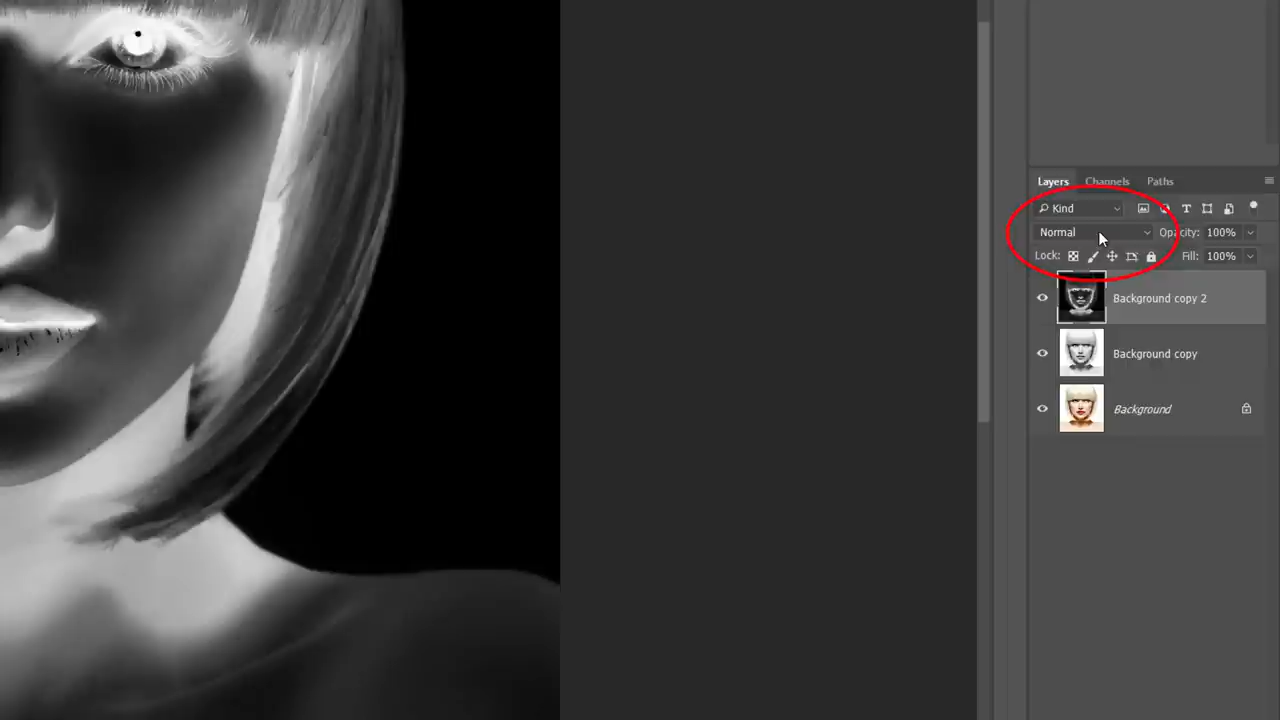 Layers Channels Paths
Kind
Normal Opacity: 100%
Lock: Fill: 100%
Background copy 2
Background copy
Background